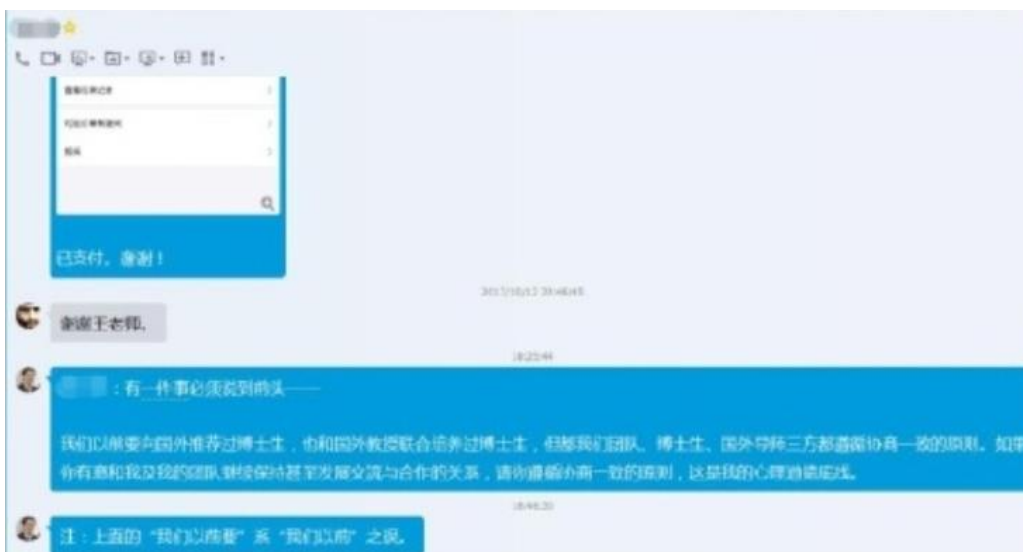 已支付，谢谢！
谢谢王老师。
：有一件事必须说到前头——
我们以前要向国外推荐过博士生，也和国外教授联合培养过博士生，但都我们团队、博士生、国外导师三方都遵循协商一致的原则。如果
你有意和我及我的团队继续保持甚至发展交流与合作的关系，请你遵循协商一致的原则，这是我的心理道德底线。
注：上面的“我们以前要”系“我们以前”之误。